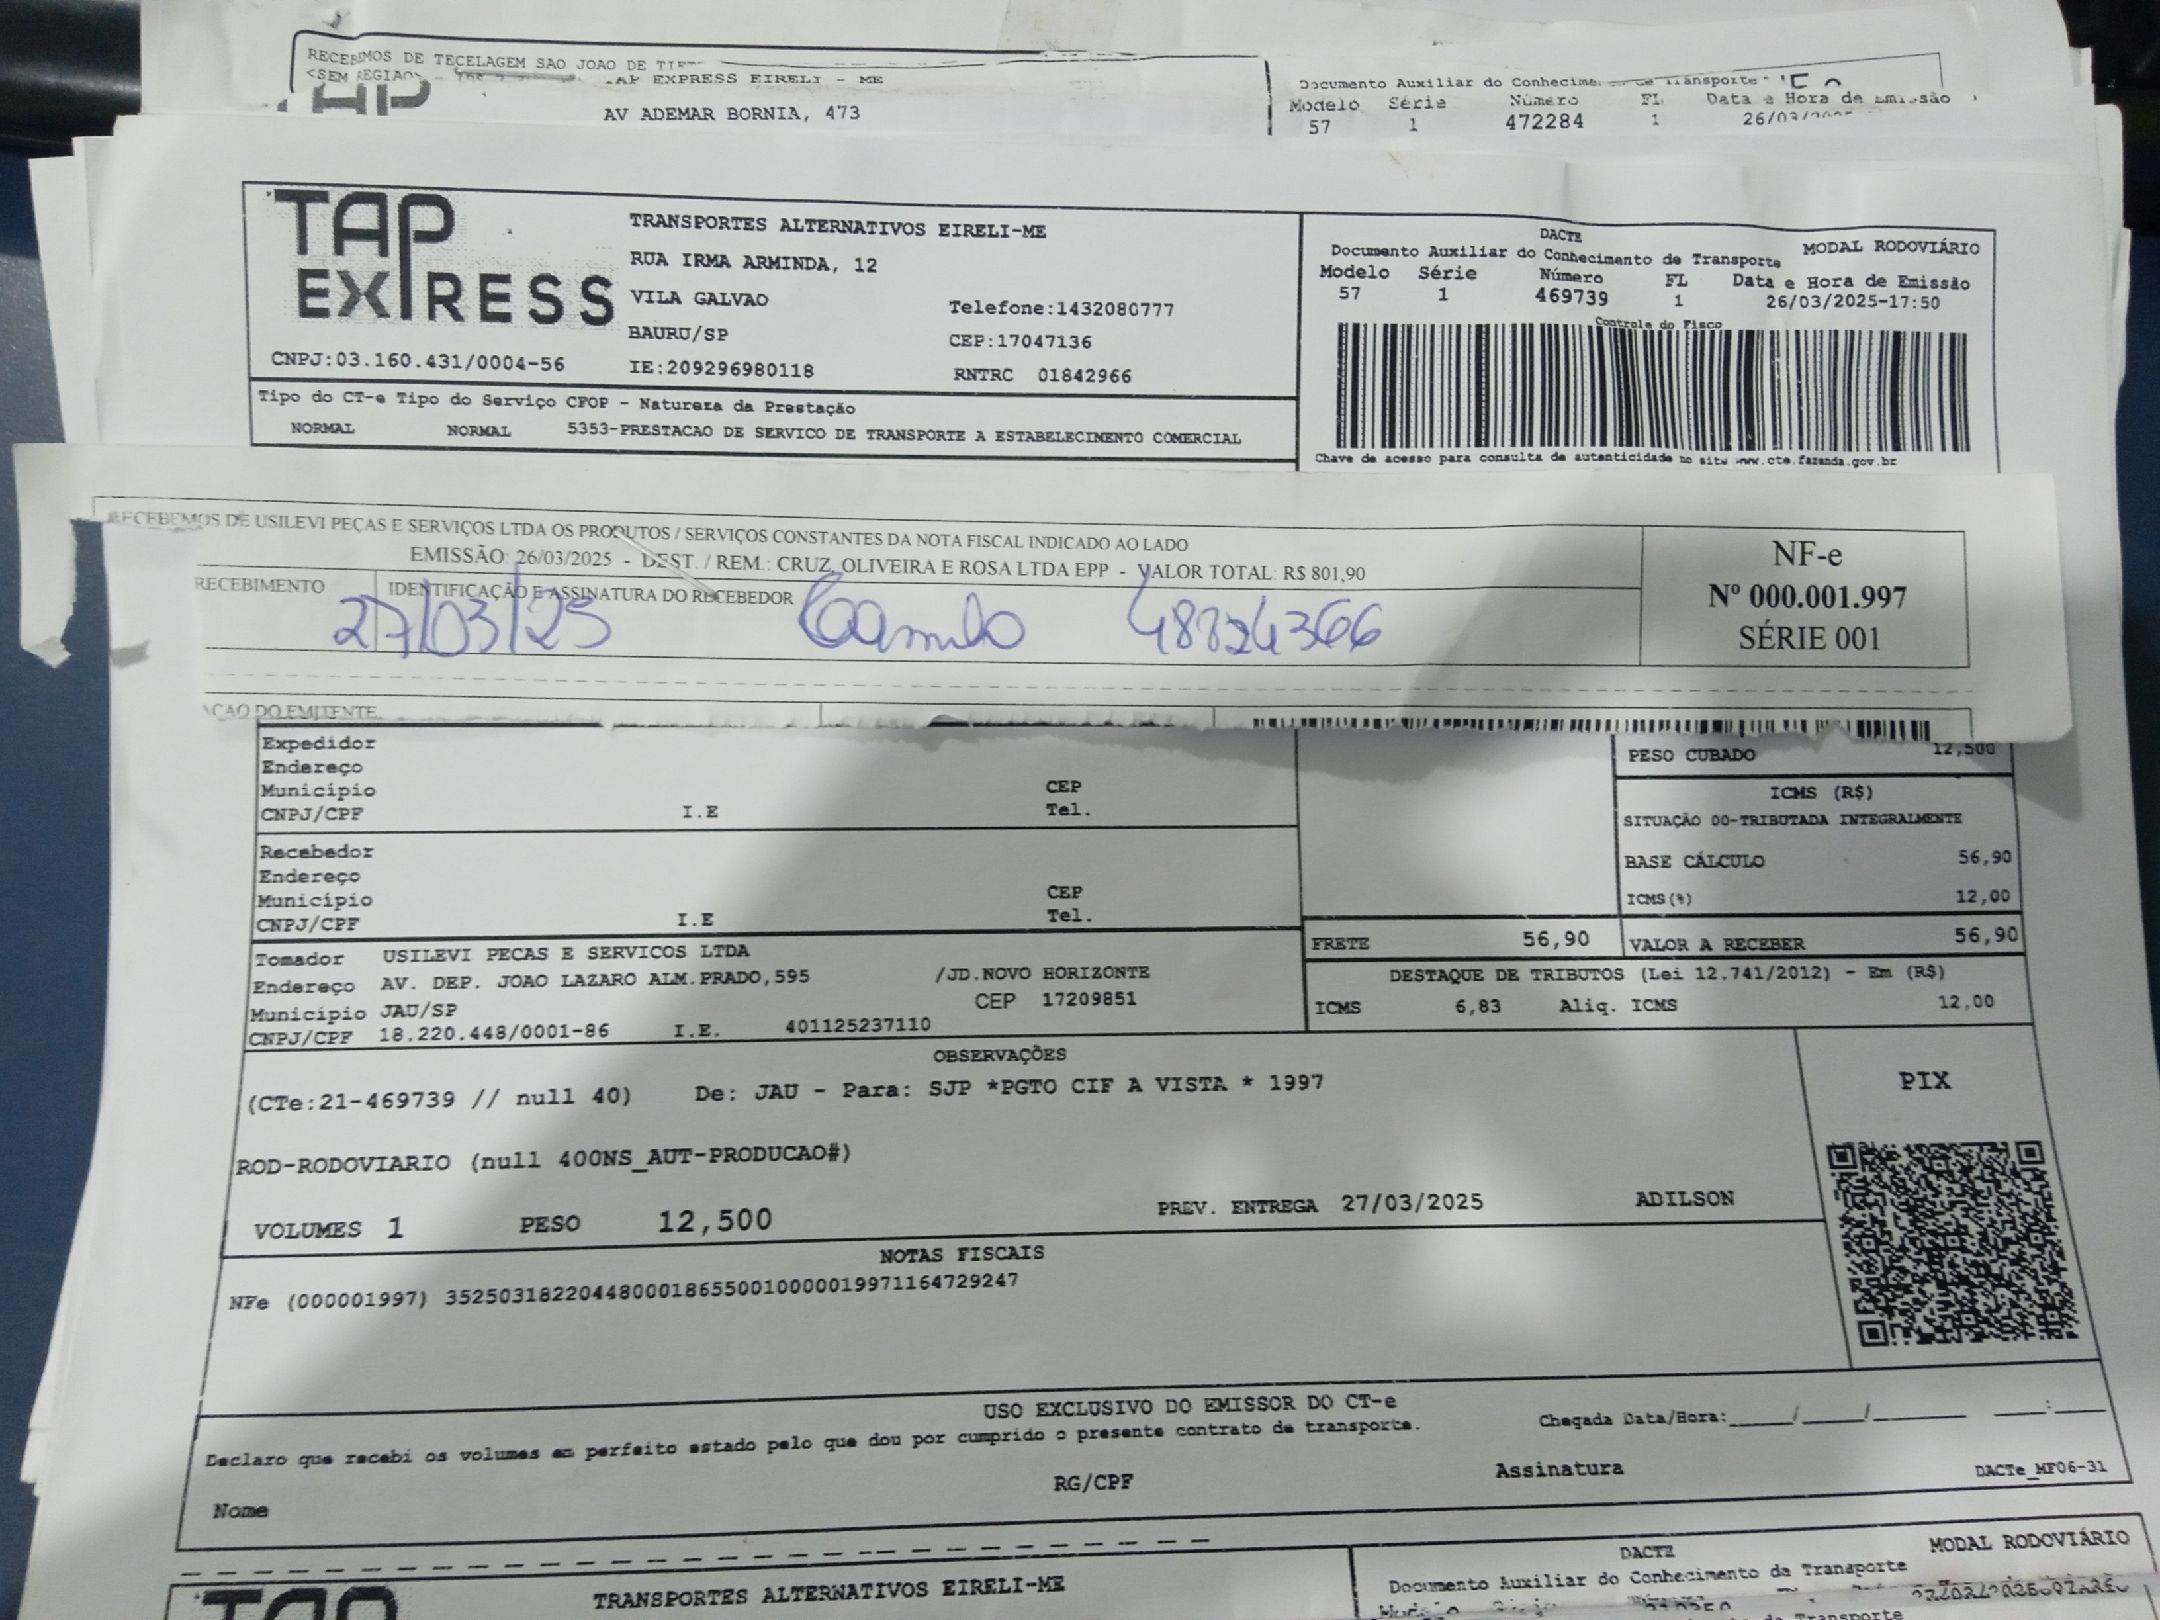 RECEBEMOS DE TECELAGEM SAO JOAO DE
<SEM REGIAO> AP EXPRESS EIRELI - ME
AV ADEMAR BORNIA, 473
Documento Auxiliar do Transporte
Modelo Série Número FL Data e Hora de Emissão
57 1 472284 1
TAP EXPRESS
CNPJ:03.160.431/0004-56
TRANSPORTES ALTERNATIVOS EIRELI-ME
RUA IRMA ARMINDA, 12
VILA GALVAO Telefone:1432080777
BAURU/SP CEP:17047136
IE:209296980118 RNTRC 01842966
DACTE MODAL RODOVIÁRIO
Documento Auxiliar do Conhecimento de Transporte
Modelo Série Número FL Data e Hora de Emissão
57 1 469739 1 26/03/2025-17:50
Controle do Fisco
Chave de acesso para consulta de autenticidade no site www.cte.fazenda.gov.br
Tipo do CT-e Tipo do Serviço CFOP - Natureza da Prestação
NORMAL NORMAL 5353-PRESTACAO DE SERVICO DE TRANSPORTE A ESTABELECIMENTO COMERCIAL
RECEBEMOS DE USILEVI PEÇAS E SERVIÇOS LTDA OS PRODUTOS / SERVIÇOS CONSTANTES DA NOTA FISCAL INDICADO AO LADO
EMISSÃO: 26/03/2025 - DEST. / REM.: CRUZ, OLIVEIRA E ROSA LTDA EPP - VALOR TOTAL: R$ 801,90
RECEBIMENTO IDENTIFICAÇÃO E ASSINATURA DO RECEBEDOR
27/03/25 Camilo 48824366
NF-e
Nº 000.001.997
SÉRIE 001
AÇÃO DO EMITENTE
Expedidor
Endereço
Município CEP
CNPJ/CPF I.E Tel.
Recebedor
Endereço
Município CEP
CNPJ/CPF I.E Tel.
PESO CUBADO 12,500
ICMS (R$)
SITUAÇÃO 00-TRIBUTADA INTEGRALMENTE
BASE CÁLCULO 56,90
ICMS(%) 12,00
FRETE 56,90 VALOR A RECEBER 56,90
DESTAQUE DE TRIBUTOS (Lei 12.741/2012) - Em (R$)
ICMS 6,83 Aliq. ICMS 12,00
Tomador USILEVI PECAS E SERVICOS LTDA
Endereço AV. DEP. JOAO LAZARO ALM.PRADO,595 /JD.NOVO HORIZONTE
Município JAU/SP CEP 17209851
CNPJ/CPF 18.220.448/0001-86 I.E. 401125237110
OBSERVAÇÕES
(CTe:21-469739 // null 40) De: JAU - Para: SJP *PGTO CIF A VISTA * 1997
ROD-RODOVIARIO (null 400NS_AUT-PRODUCAO#)
PIX
VOLUMES 1 PESO 12,500 PREV. ENTREGA 27/03/2025 ADILSON
NOTAS FISCAIS
NFe (000001997) 35250318220448000186550010000019971164729247
USO EXCLUSIVO DO EMISSOR DO CT-e
Declaro que recebi os volumes em perfeito estado pelo que dou por cumprido o presente contrato de transporte.
Chegada Data/Hora:_____/_____/_______ ____:____
Nome RG/CPF Assinatura DACTe_MF06-31
TRANSPORTES ALTERNATIVOS EIRELI-ME
DACTE MODAL RODOVIÁRIO
Documento Auxiliar do Conhecimento de Transporte